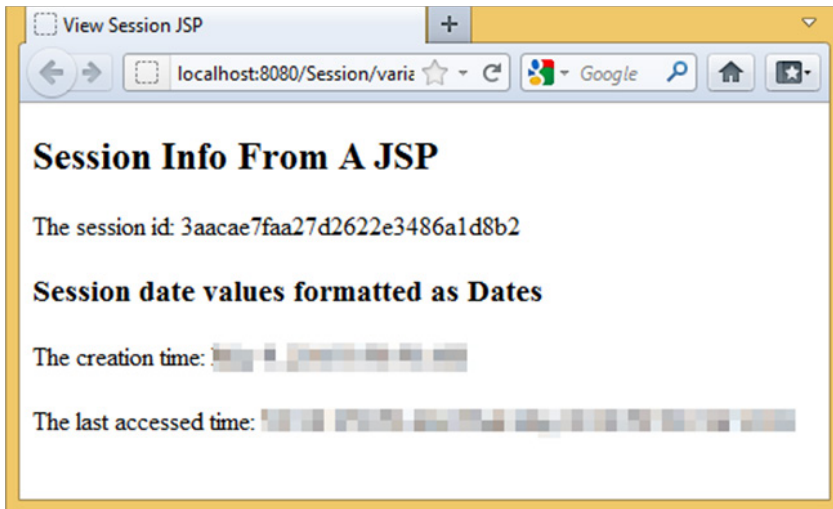 View Session JSP
localhost:8080/Session/varia
Google
Session Info From A JSP
The session id: 3aacae7faa27d2622e3486a1d8b2
Session date values formatted as Dates
The creation time:
The last accessed time: